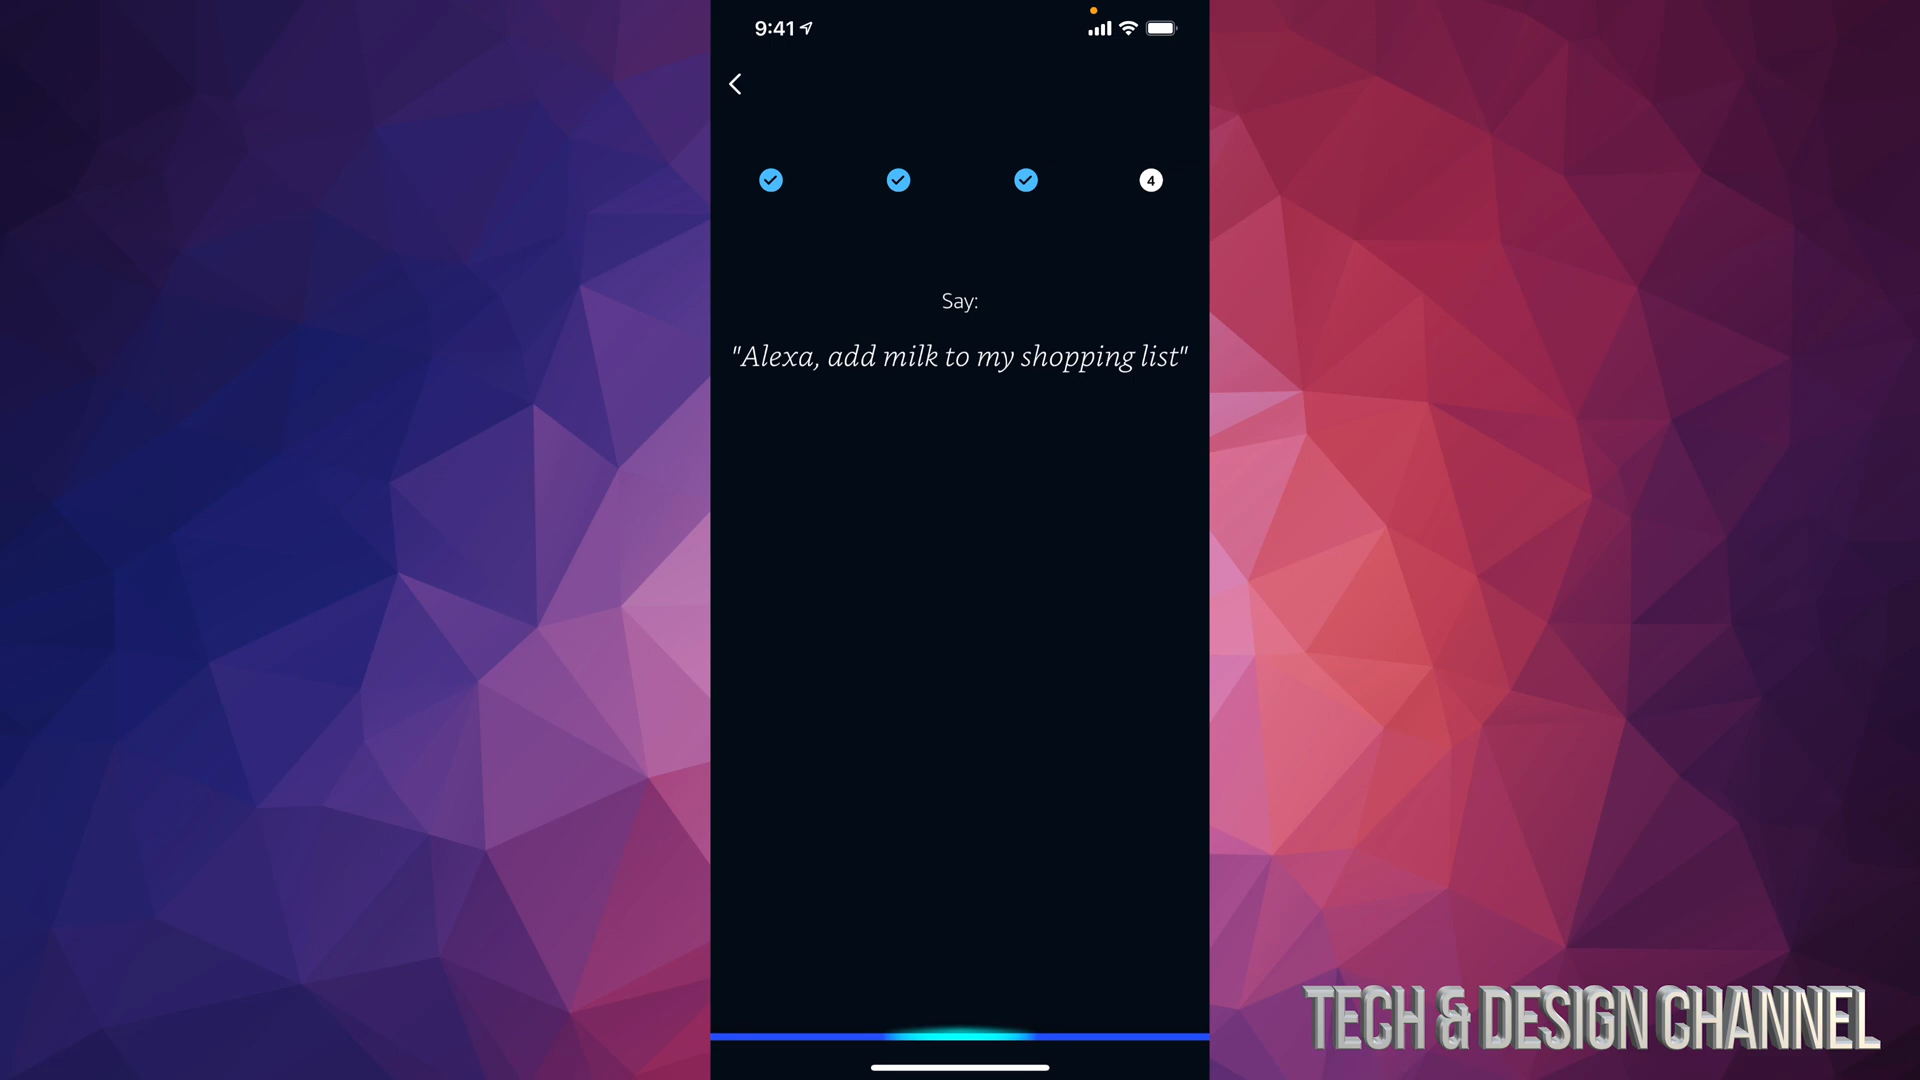 9:41
4
Say:
"Alexa, add milk to my shopping list"
TECH & DESIGN CHANNEL